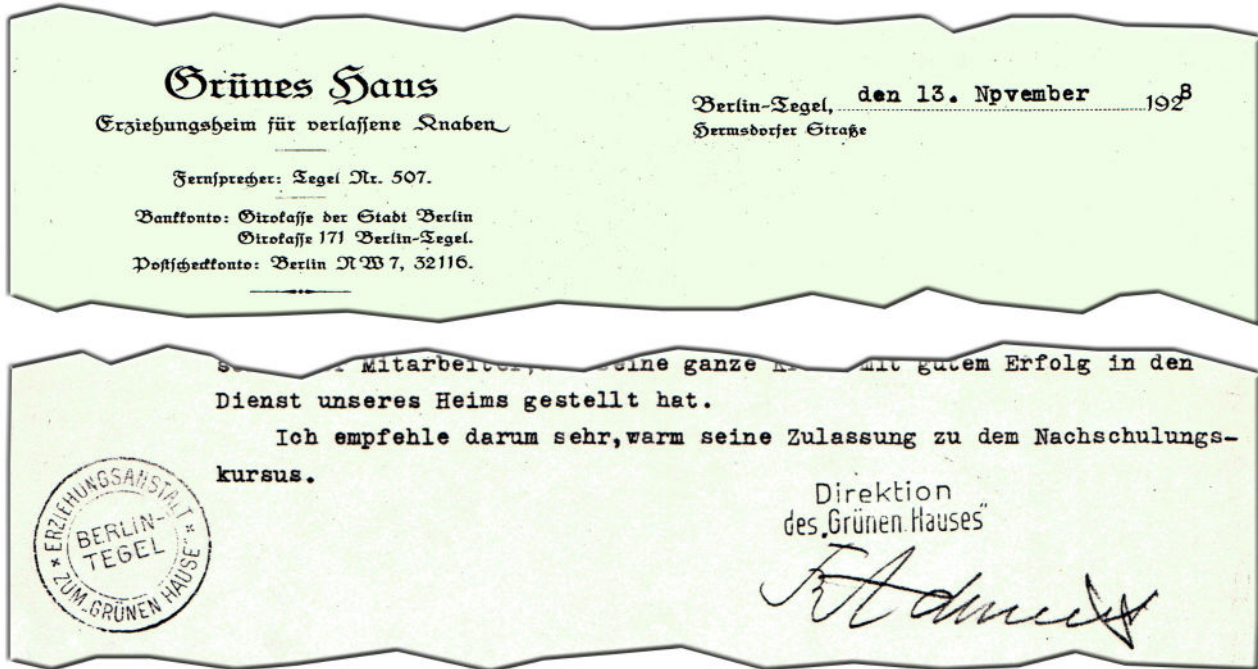 Grünes Haus
Erziehungsheim für verlassene Knaben
Fernsprecher: Tegel Nr. 507.
Bankkonto: Girokasse der Stadt Berlin
Girokasse 171 Berlin-Tegel.
Postscheckkonto: Berlin NW 7, 32116.
Berlin-Tegel, den 13. Npvember 1928
Hermsdorfer Straße
Mitarbeiter, seine ganze mit gutem Erfolg in den
Dienst unseres Heims gestellt hat.
Ich empfehle darum sehr,warm seine Zulassung zu dem Nachschulungs-
kursus.
ERZIEHUNGSANSTALT
ZUM „GRÜNEN HAUSE"
BERLIN-
TEGEL
Direktion
des „Grünen Hauses"